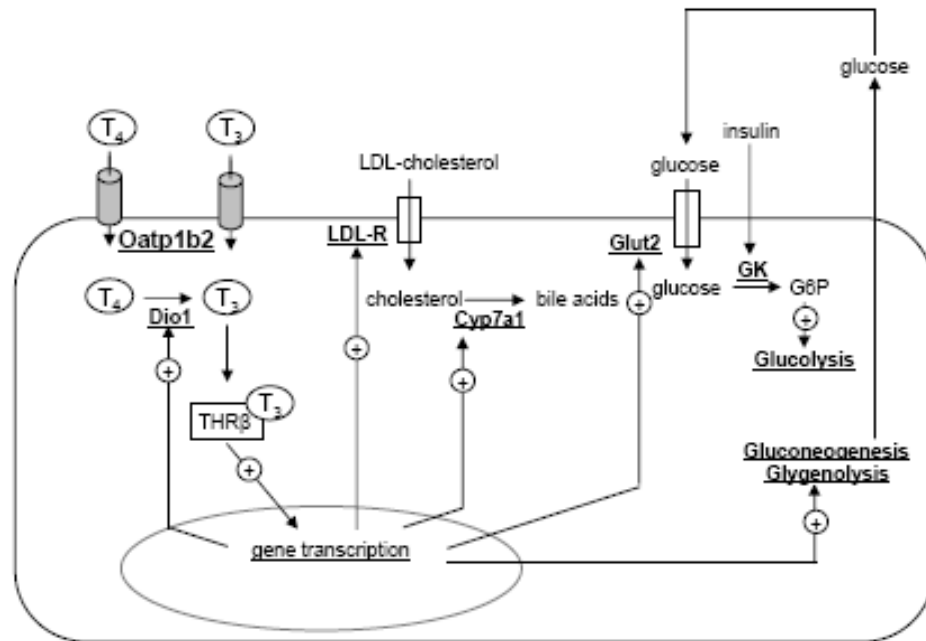 glucose
T4
T3
insulin
LDL-cholesterol
glucose
Oatp1b2
LDL-R
Glut2
GK
T4
T3
cholesterol
bile acids
+
glucose
G6P
Dio1
Cyp7a1
+
+
+
+
Glucolysis
THRβ
T3
+
Gluconeogenesis
Glygenolysis
+
gene transcription